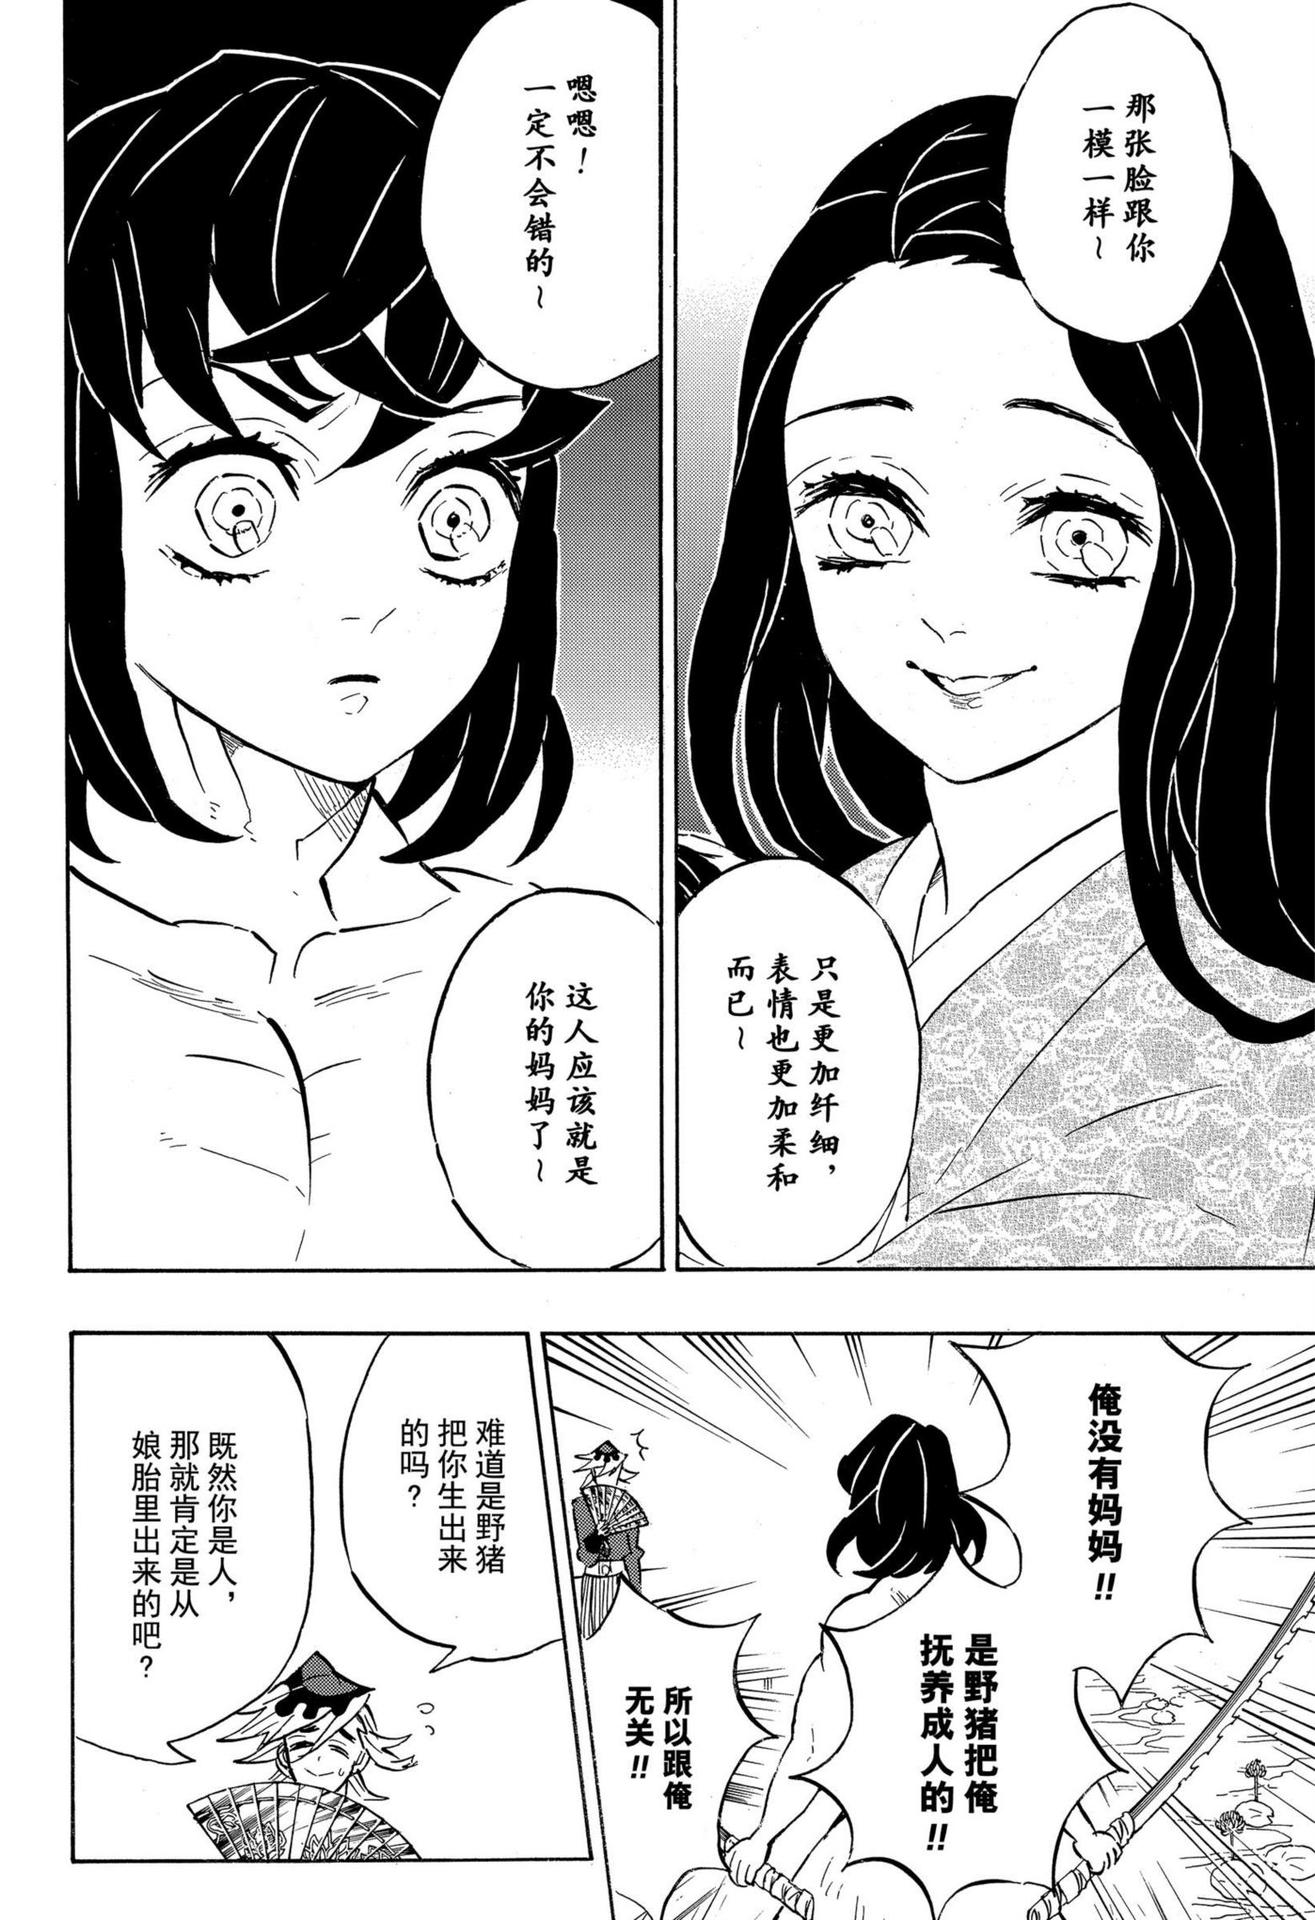 那张脸跟你
一模一样～
只是更加纤细，
表情也更加柔和
而已～
嗯嗯！
一定不会错的～
这人应该就是
你的妈妈了～
俺没有妈妈!!
是野猪把俺
抚养成人的!!
所以跟俺
无关!!
难道是野猪
把你生出来
的吗？
既然你是人，
那就肯定是从
娘胎里出来的吧？